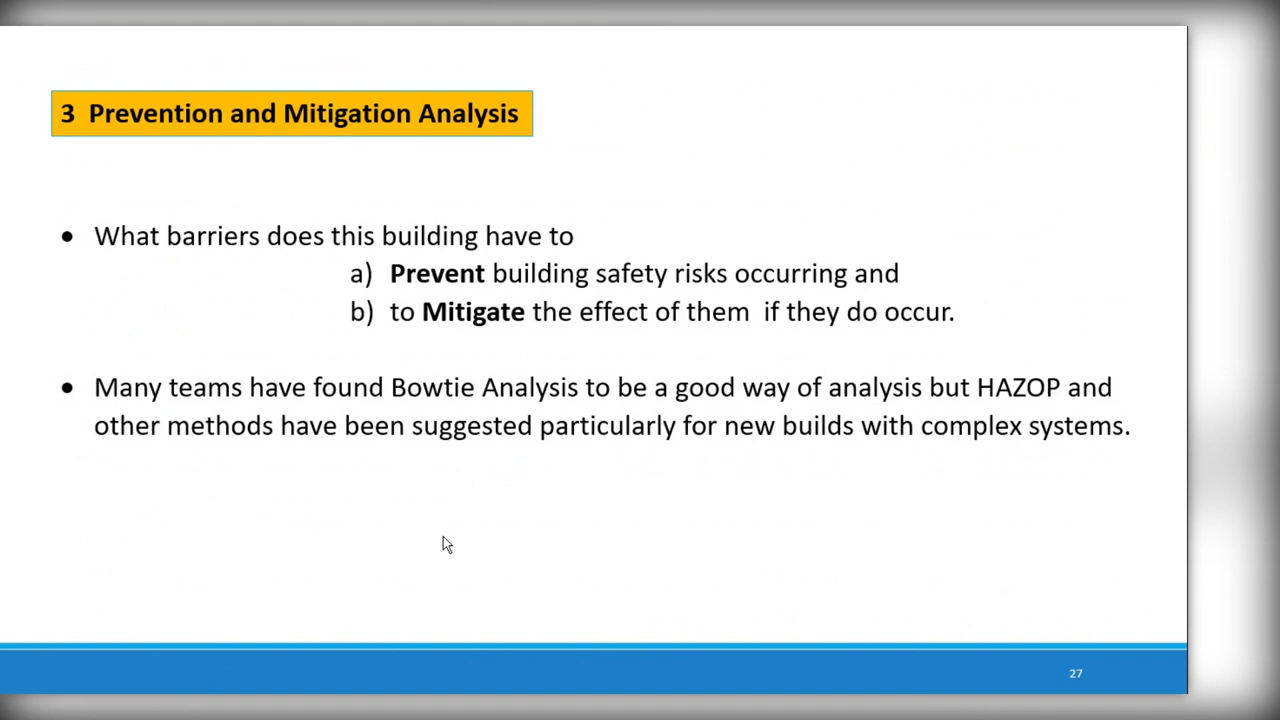 3 Prevention and Mitigation Analysis
• What barriers does this building have to
a) Prevent building safety risks occurring and
b) to Mitigate the effect of them if they do occur.
• Many teams have found Bowtie Analysis to be a good way of analysis but HAZOP and
other methods have been suggested particularly for new builds with complex systems.
27